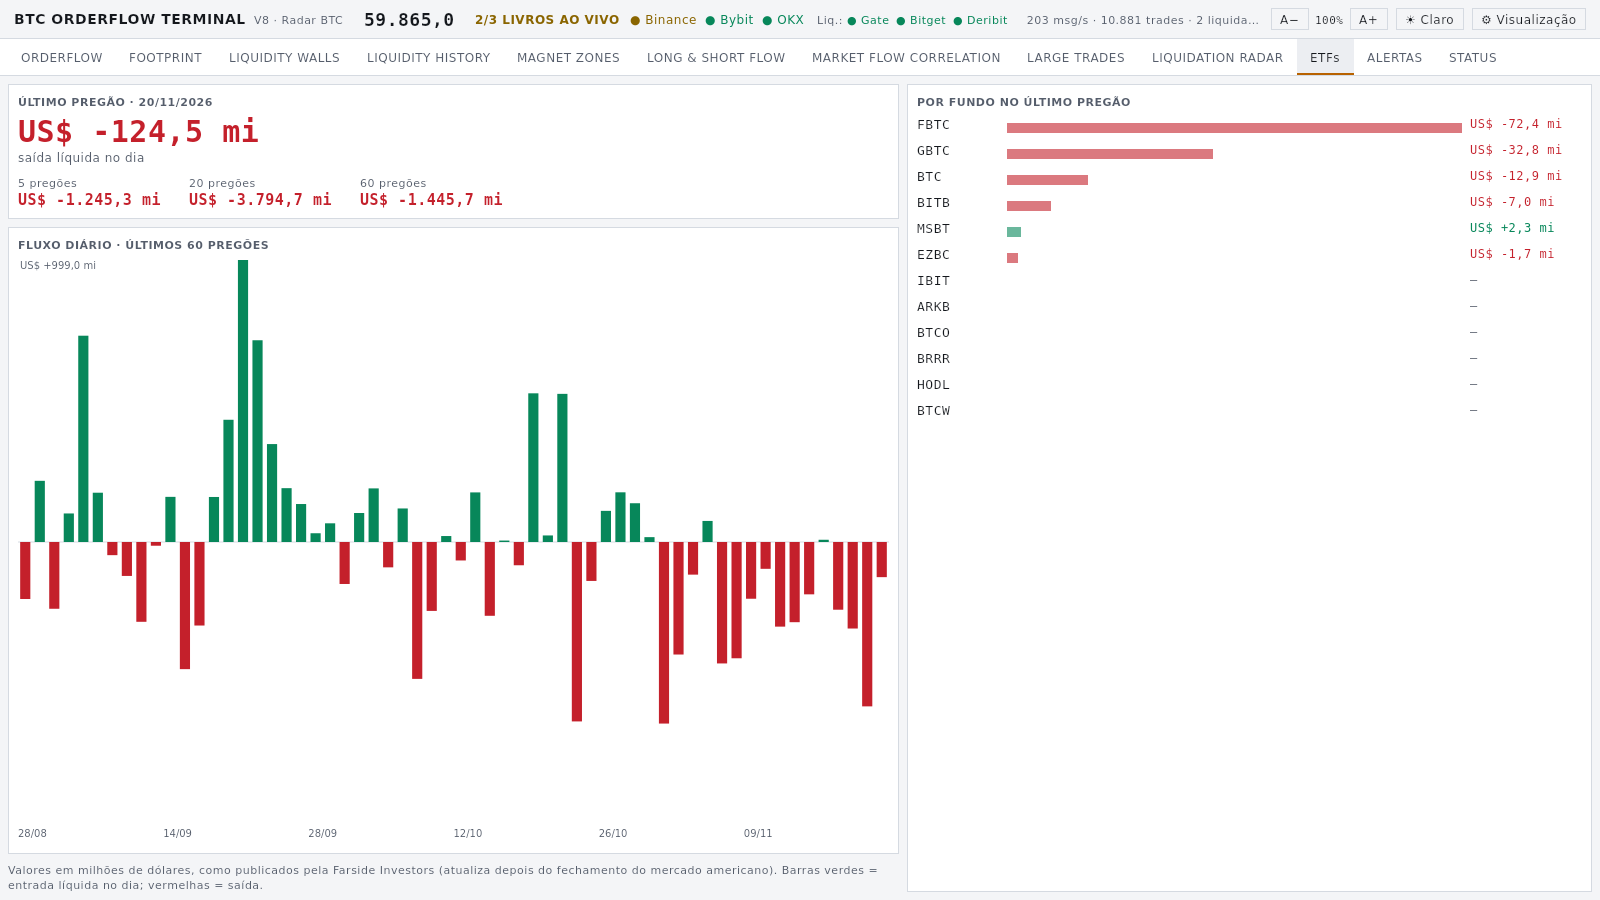 BTC ORDERFLOW TERMINAL V8 · Radar BTC 59.865,0 2/3 LIVROS AO VIVO ● Binance ● Bybit ● OKX Liq.: ● Gate ● Bitget ● Deribit 203 msg/s · 10.881 trades · 2 liquida… A− 100% A+ ☀ Claro ⚙ Visualização
ORDERFLOW FOOTPRINT LIQUIDITY WALLS LIQUIDITY HISTORY MAGNET ZONES LONG & SHORT FLOW MARKET FLOW CORRELATION LARGE TRADES LIQUIDATION RADAR ETFs ALERTAS STATUS
ÚLTIMO PREGÃO · 20/11/2026
US$ -124,5 mi
saída líquida no dia
5 pregões 20 pregões 60 pregões
US$ -1.245,3 mi US$ -3.794,7 mi US$ -1.445,7 mi
FLUXO DIÁRIO · ÚLTIMOS 60 PREGÕES
US$ +999,0 mi
28/08 14/09 28/09 12/10 26/10 09/11
Valores em milhões de dólares, como publicados pela Farside Investors (atualiza depois do fechamento do mercado americano). Barras verdes =
entrada líquida no dia; vermelhas = saída.
POR FUNDO NO ÚLTIMO PREGÃO
FBTC US$ -72,4 mi
GBTC US$ -32,8 mi
BTC US$ -12,9 mi
BITB US$ -7,0 mi
MSBT US$ +2,3 mi
EZBC US$ -1,7 mi
IBIT —
ARKB —
BTCO —
BRRR —
HODL —
BTCW —